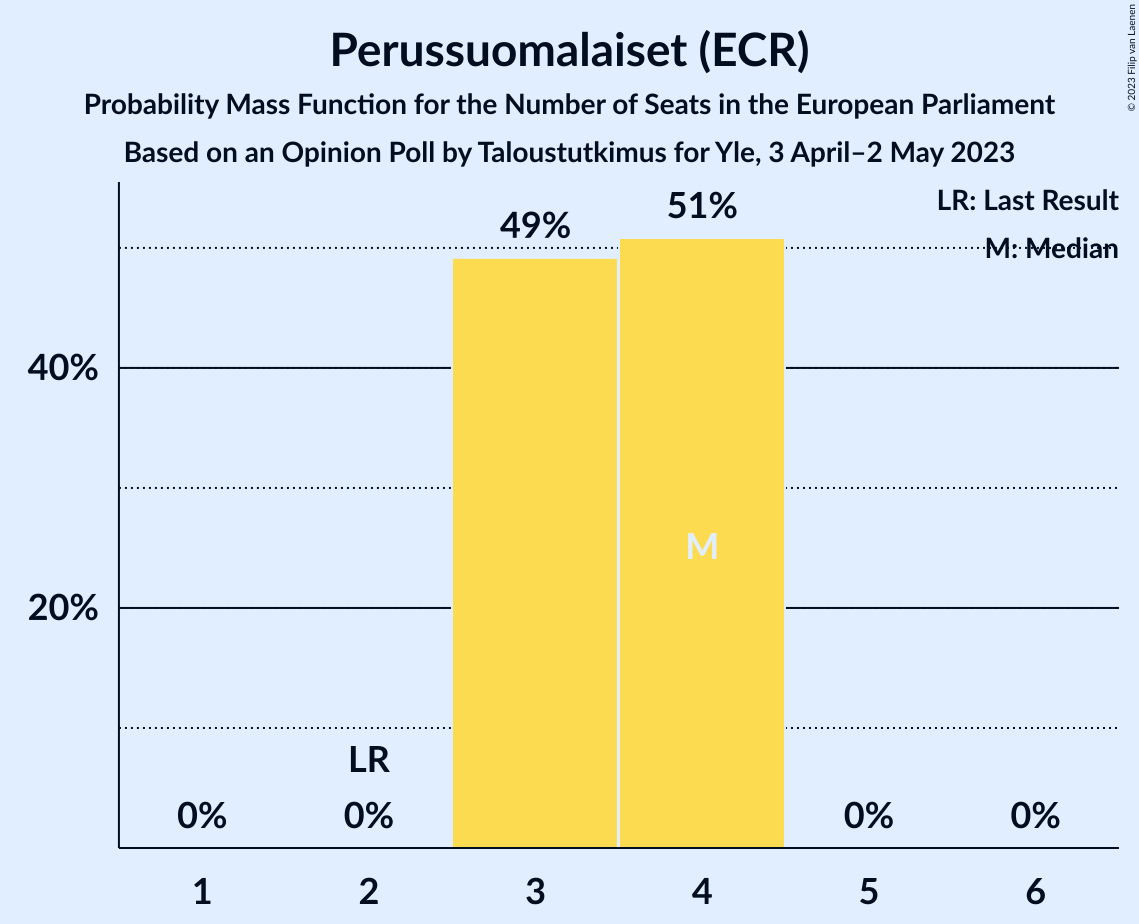 Perussuomalaiset (ECR)
Probability Mass Function for the Number of Seats in the European Parliament
Based on an Opinion Poll by Taloustutkimus for Yle, 3 April–2 May 2023
© 2023 Filip van Laenen
LR: Last Result
M: Median
49%
51%
40%
20%
M
LR
0%
0%
0%
0%
1
2
3
4
5
6